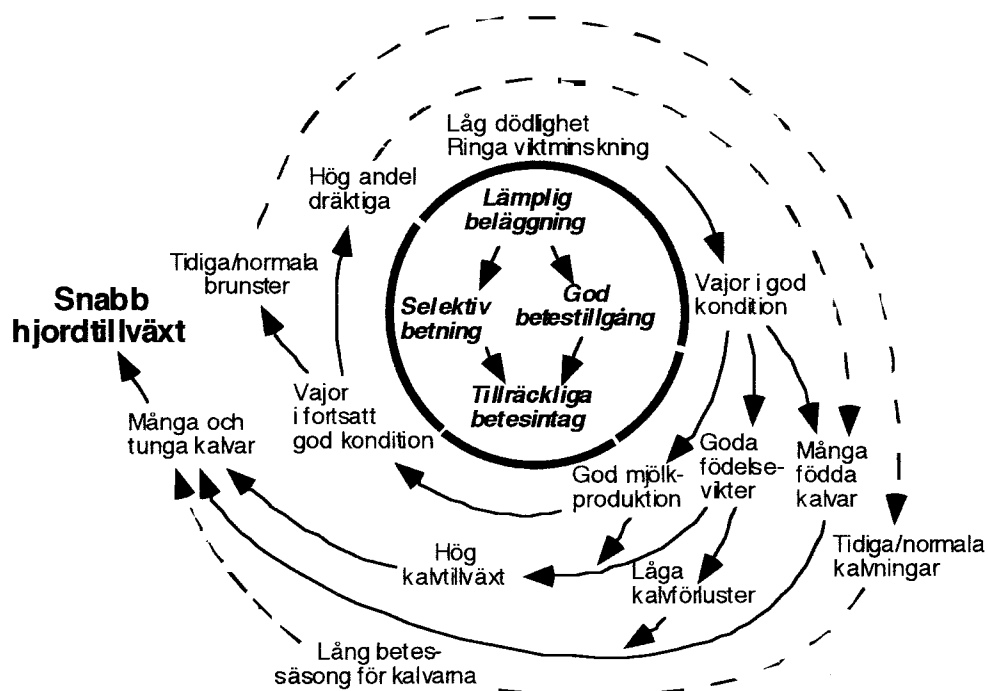 Låg dödlighet
Ringa viktminskning
Hög andel
dräktiga
Lämplig
beläggning
Tidiga/normala
brunster
Vajor i god
kondition
Snabb
hjordtillväxt
Selektiv
betning
God
betestillgång
Vajor
i fortsatt
god kondition
Tillräckliga
betesintag
Många och
tunga kalvar
God mjölk-
produktion
Goda
födelse-
vikter
Många
födda
kalvar
Tidiga/normala
kalvningar
Hög
kalvtillväxt
Låga
kalvförluster
Lång betes-
säsong för kalvarna